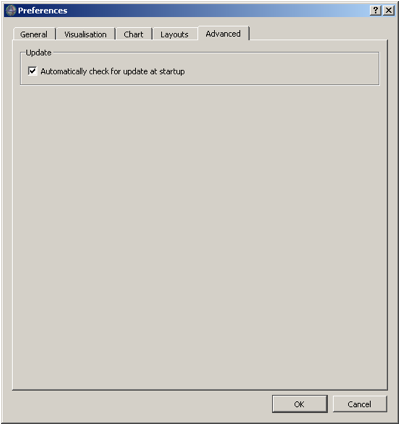 Preferences
General Visualisation Chart Layouts Advanced
Update
Automatically check for update at startup
OK Cancel